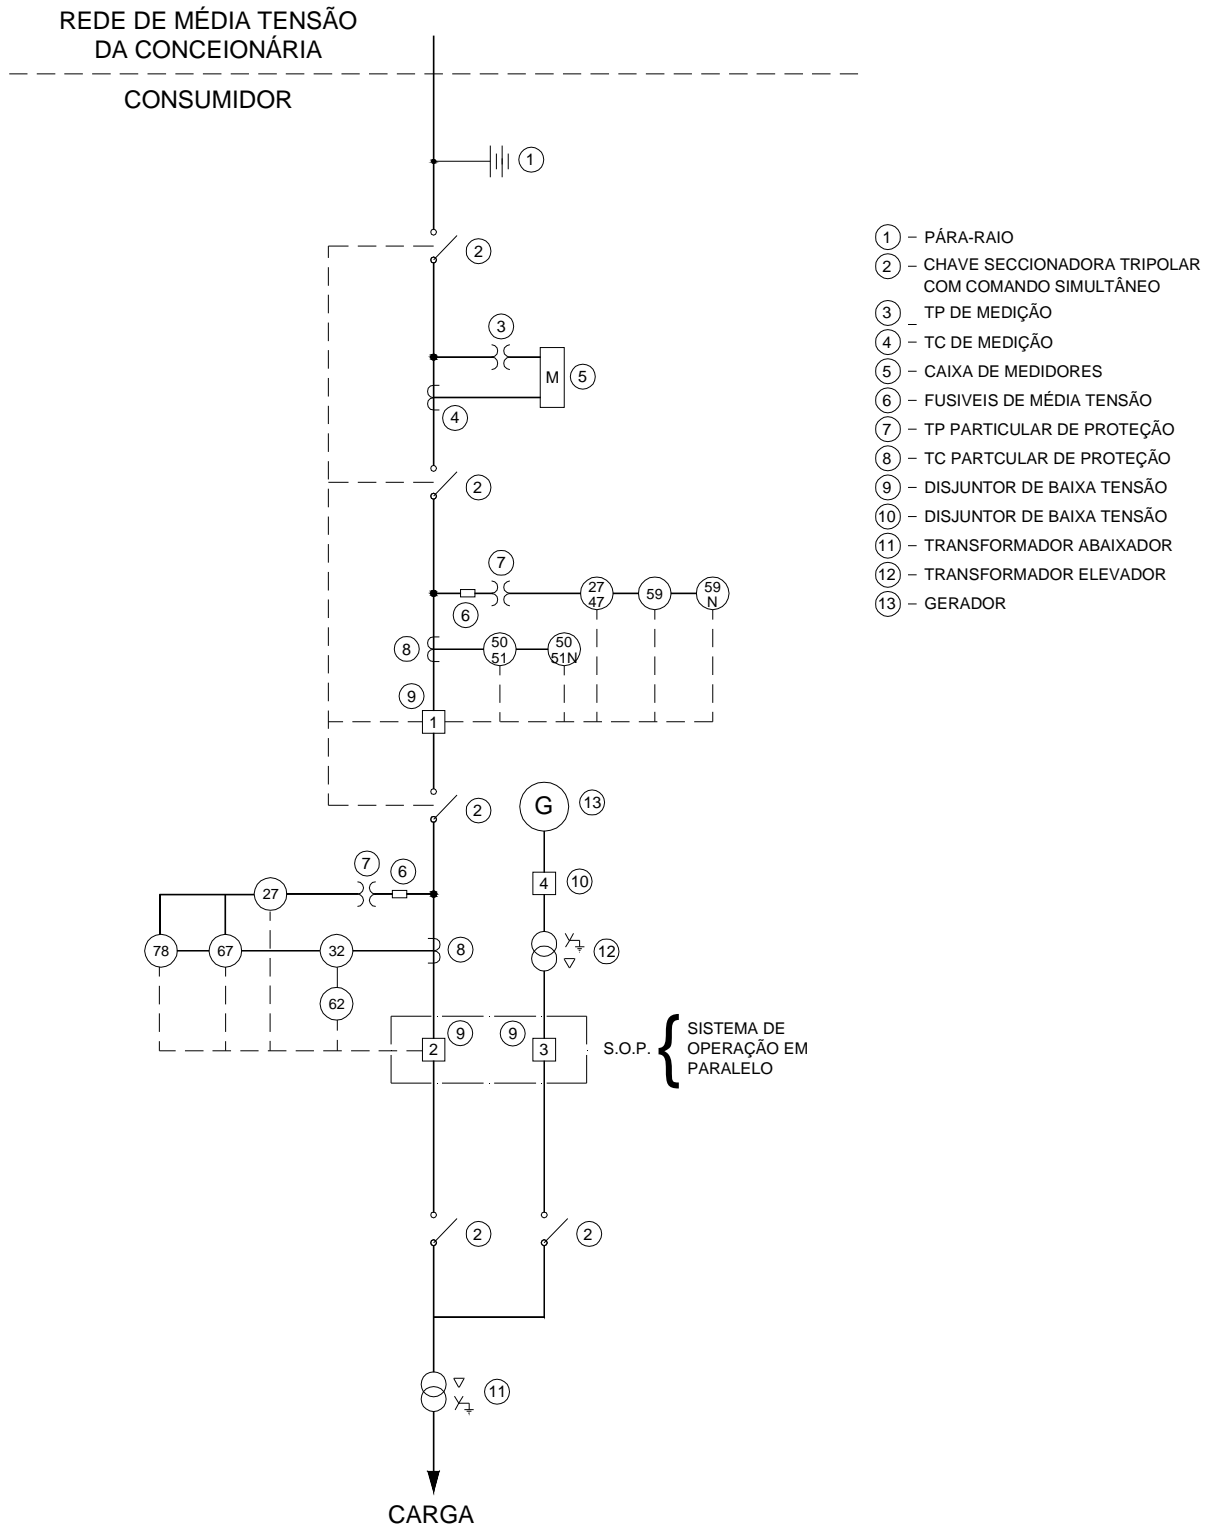 REDE DE MÉDIA TENSÃO
DA CONCEIONÁRIA
CONSUMIDOR
1
2
3
M
5
4
2
7
6
27
47
59
59
N
8
50
51
50
51N
9
1
2
G
13
7
6
27
4
10
78
67
32
8
12
62
9
9
2
3
S.O.P.
SISTEMA DE
OPERAÇÃO EM
PARALELO
2
2
11
CARGA
1 – PÁRA-RAIO
2 – CHAVE SECCIONADORA TRIPOLAR
COM COMANDO SIMULTÂNEO
3 – TP DE MEDIÇÃO
4 – TC DE MEDIÇÃO
5 – CAIXA DE MEDIDORES
6 – FUSIVEIS DE MÉDIA TENSÃO
7 – TP PARTICULAR DE PROTEÇÃO
8 – TC PARTCULAR DE PROTEÇÃO
9 – DISJUNTOR DE BAIXA TENSÃO
10 – DISJUNTOR DE BAIXA TENSÃO
11 – TRANSFORMADOR ABAIXADOR
12 – TRANSFORMADOR ELEVADOR
13 – GERADOR